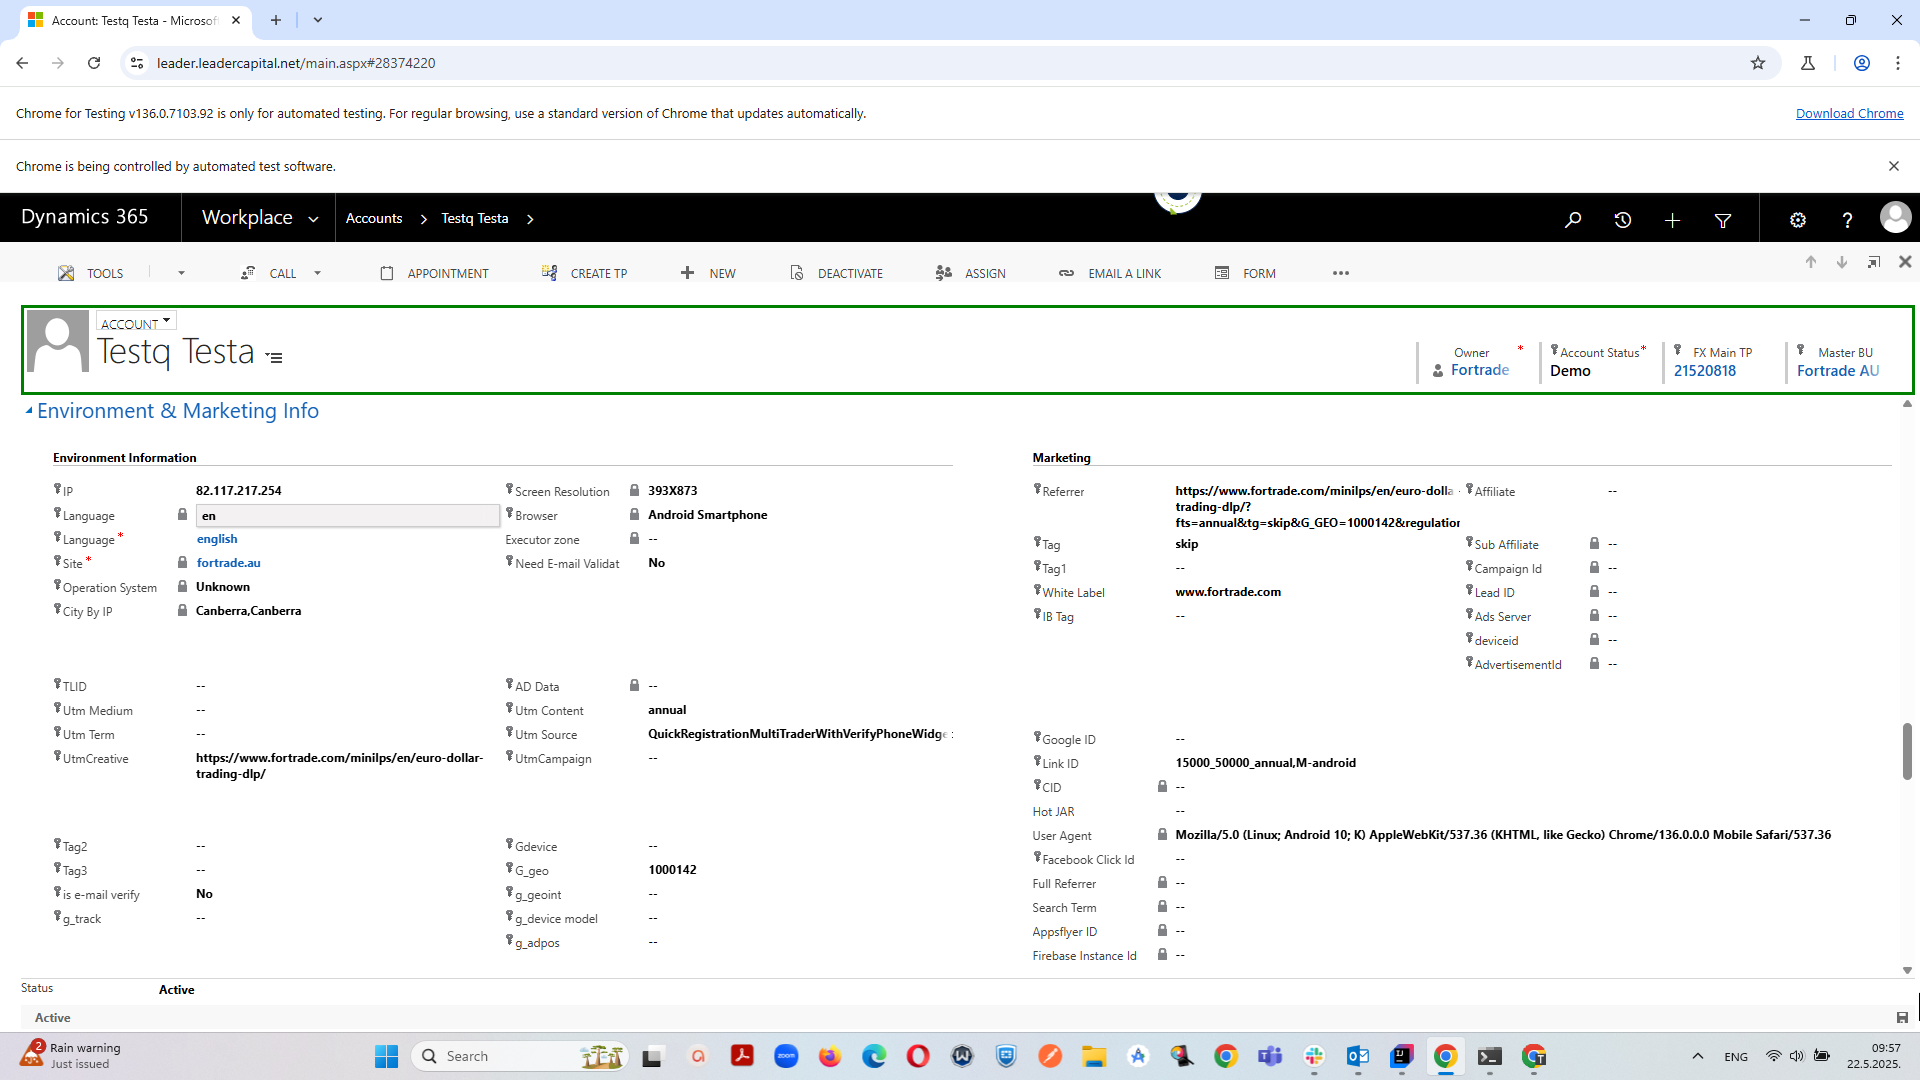 Account: Testq Testa - Microsof
leader.leadercapital.net/main.aspx#28374220
Chrome for Testing v136.0.7103.92 is only for automated testing. For regular browsing, use a standard version of Chrome that updates automatically.
Download Chrome
Chrome is being controlled by automated test software.
Dynamics 365
Workplace
Accounts
Testq Testa
TOOLS
CALL
APPOINTMENT
CREATE TP
NEW
DEACTIVATE
ASSIGN
EMAIL A LINK
FORM
ACCOUNT
Testq Testa
Owner *
Fortrade
Account Status*
Demo
FX Main TP
21520818
Master BU
Fortrade AU
Environment & Marketing Info
Environment Information
IP 82.117.217.254
Language en
Language* english
Site* fortrade.au
Operation System Unknown
City By IP Canberra,Canberra
Screen Resolution 393X873
Browser Android Smartphone
Executor zone --
Need E-mail Validat No
TLID --
Utm Medium --
Utm Term --
UtmCreative https://www.fortrade.com/minilps/en/euro-dollar-
trading-dlp/
AD Data --
Utm Content annual
Utm Source QuickRegistrationMultiTraderWithVerifyPhoneWidge
UtmCampaign --
Tag2 --
Tag3 --
is e-mail verify No
g_track --
Gdevice --
G_geo 1000142
g_geoint --
g_device model --
g_adpos --
Marketing
Referrer https://www.fortrade.com/minilps/en/euro-dolla
trading-dlp/?
fts=annual&tg=skip&G_GEO=1000142&regulation
Tag skip
Tag1 --
White Label www.fortrade.com
IB Tag --
Affiliate --
Sub Affiliate --
Campaign Id --
Lead ID --
Ads Server --
deviceid --
AdvertisementId --
Google ID --
Link ID 15000_50000_annual,M-android
CID --
Hot JAR --
User Agent Mozilla/5.0 (Linux; Android 10; K) AppleWebKit/537.36 (KHTML, like Gecko) Chrome/136.0.0.0 Mobile Safari/537.36
Facebook Click Id --
Full Referrer --
Search Term --
Appsflyer ID --
Firebase Instance Id --
Status Active
Active
2
Rain warning
Just issued
Search
zoom
ENG
09:57
22.5.2025.